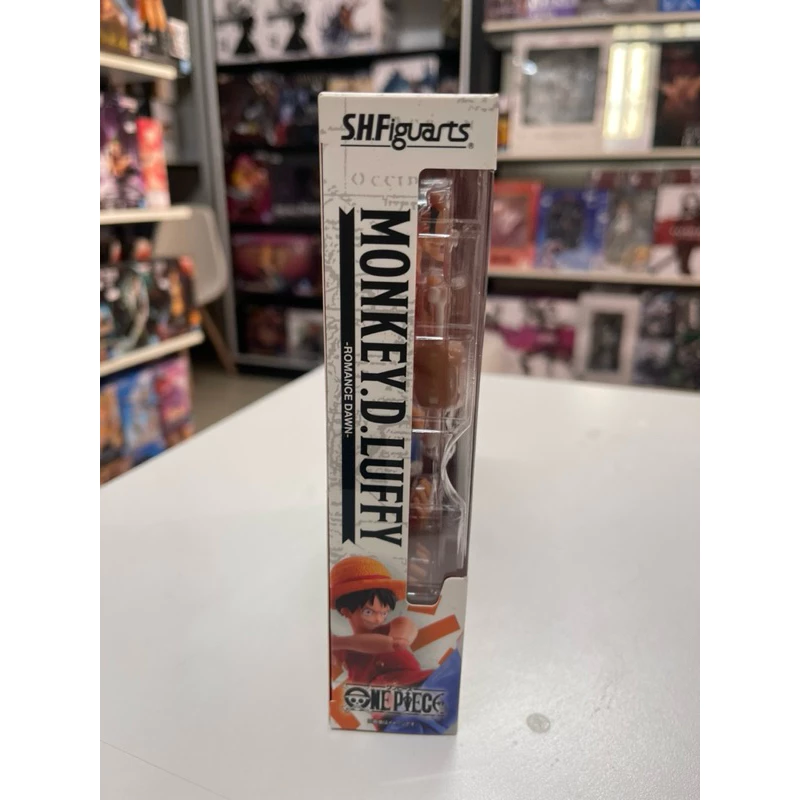 S.H.Figuarts
MONKEY.D.LUFFY
-ROMANCE DAWN-
ONE PIECE